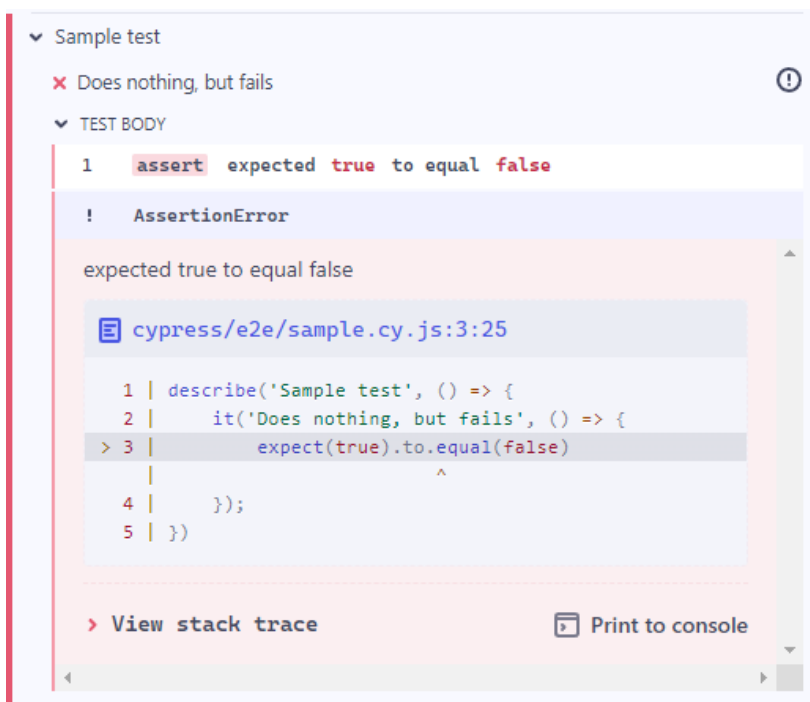 Sample test
Does nothing, but fails
TEST BODY
1 assert expected true to equal false
! AssertionError
expected true to equal false
cypress/e2e/sample.cy.js:3:25
1 | describe('Sample test', () => {
2 |     it('Does nothing, but fails', () => {
> 3 |         expect(true).to.equal(false)
|                         ^
4 |     });
5 | })
> View stack trace Print to console